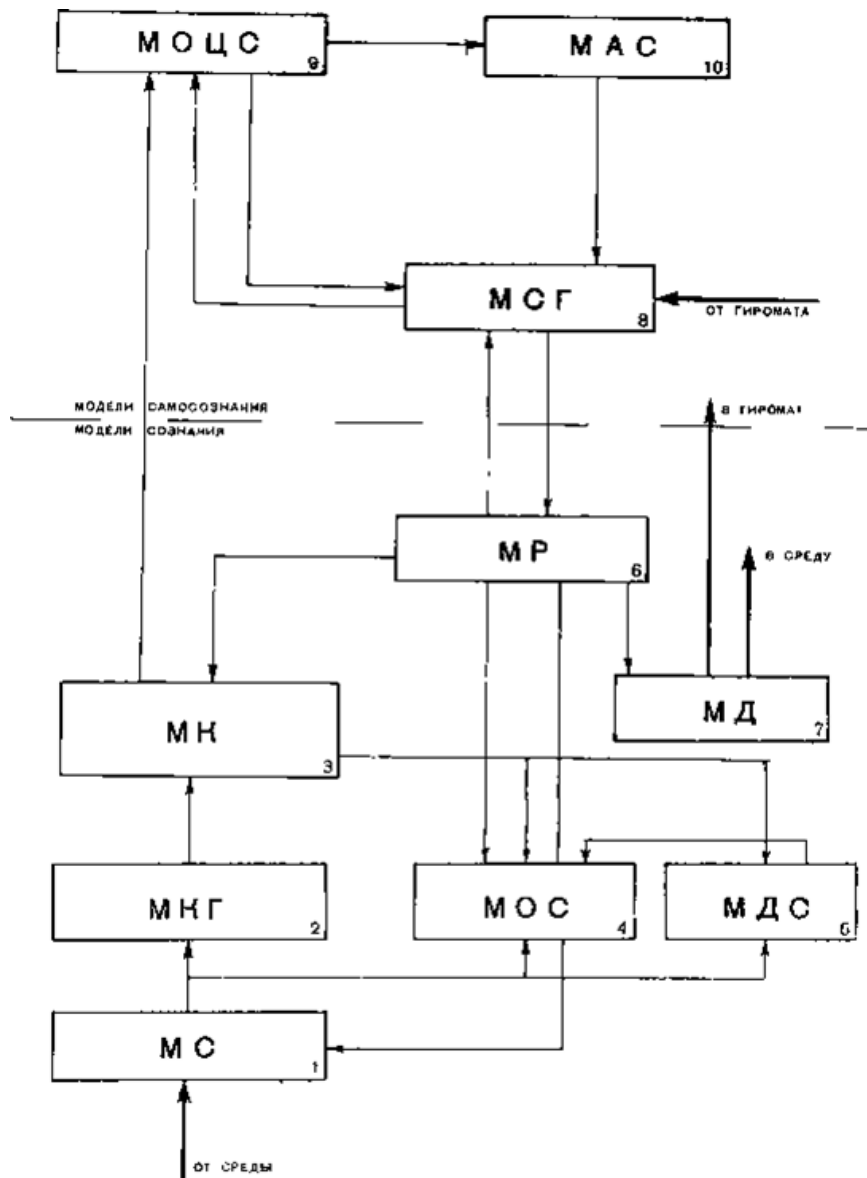 МОЦС
9
МАС
10
МСГ
8
ОТ ГИРОМАТА
МОДЕЛИ САМОСОЗНАНИЯ
МОДЕЛИ СОЗНАНИЯ
В ГИРОМАТ
МР
6
В СРЕДУ
МК
3
МД
7
МКГ
2
МОС
4
МДС
5
МС
1
ОТ СРЕДЫ